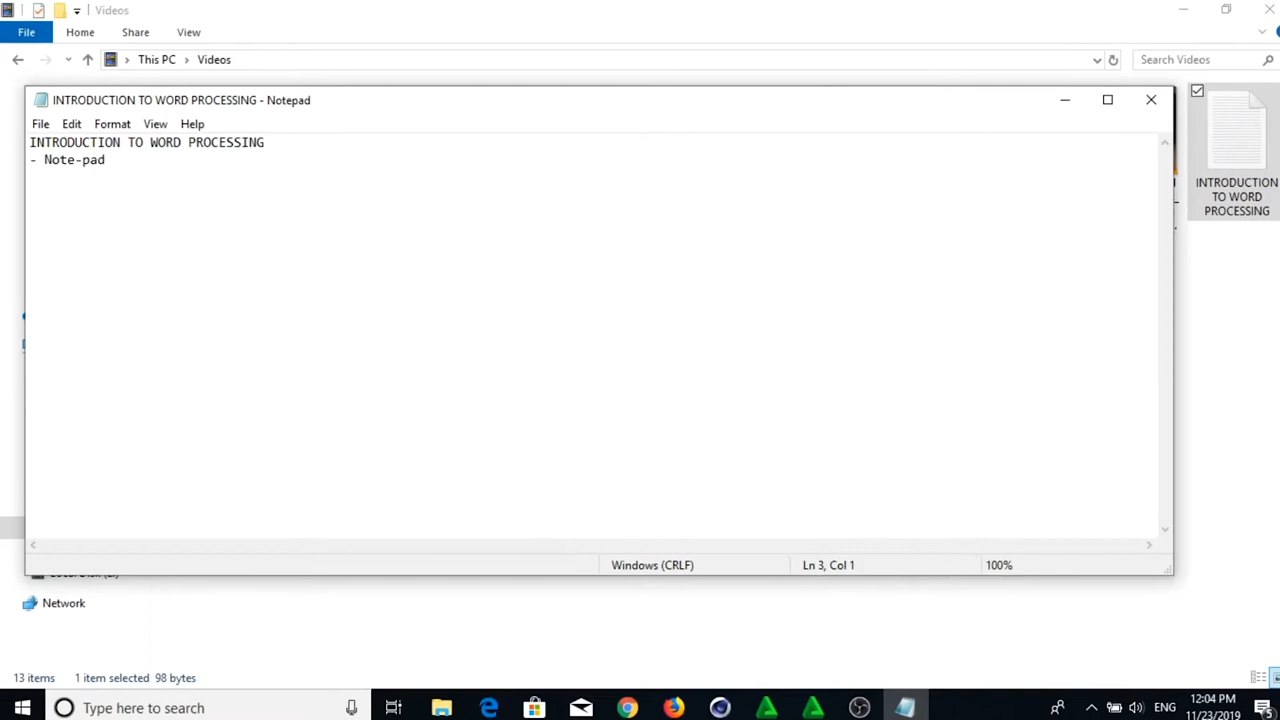 Videos
File Home Share View
This PC Videos Search Videos
INTRODUCTION TO WORD PROCESSING - Notepad
File Edit Format View Help
INTRODUCTION TO WORD PROCESSING
- Note-pad
INTRODUCTION
TO WORD
PROCESSING
Windows (CRLF) Ln 3, Col 1 100%
Network
13 items 1 item selected 98 bytes
Type here to search
ENG
12:04 PM
11/23/2019